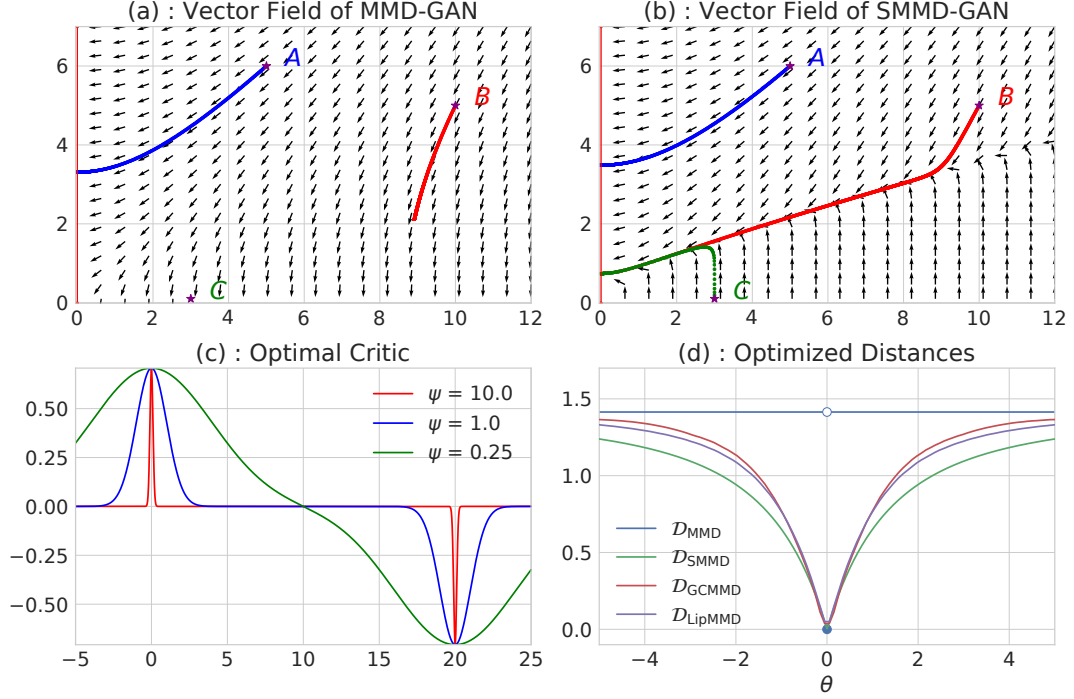 (a) : Vector Field of MMD-GAN
(b) : Vector Field of SMMD-GAN
6
4
2
0
0 2 4 6 8 10 12
A
B
C
6
4
2
0
0 2 4 6 8 10 12
A
B
C
(c) : Optimal Critic
(d) : Optimized Distances
0.50
0.25
0.00
−0.25
−0.50
−5 0 5 10 15 20 25
ψ = 10.0
ψ = 1.0
ψ = 0.25
1.5
1.0
0.5
0.0
−4 −2 0 2 4
θ
𝒟MMD
𝒟SMMD
𝒟GCMMD
𝒟LipMMD